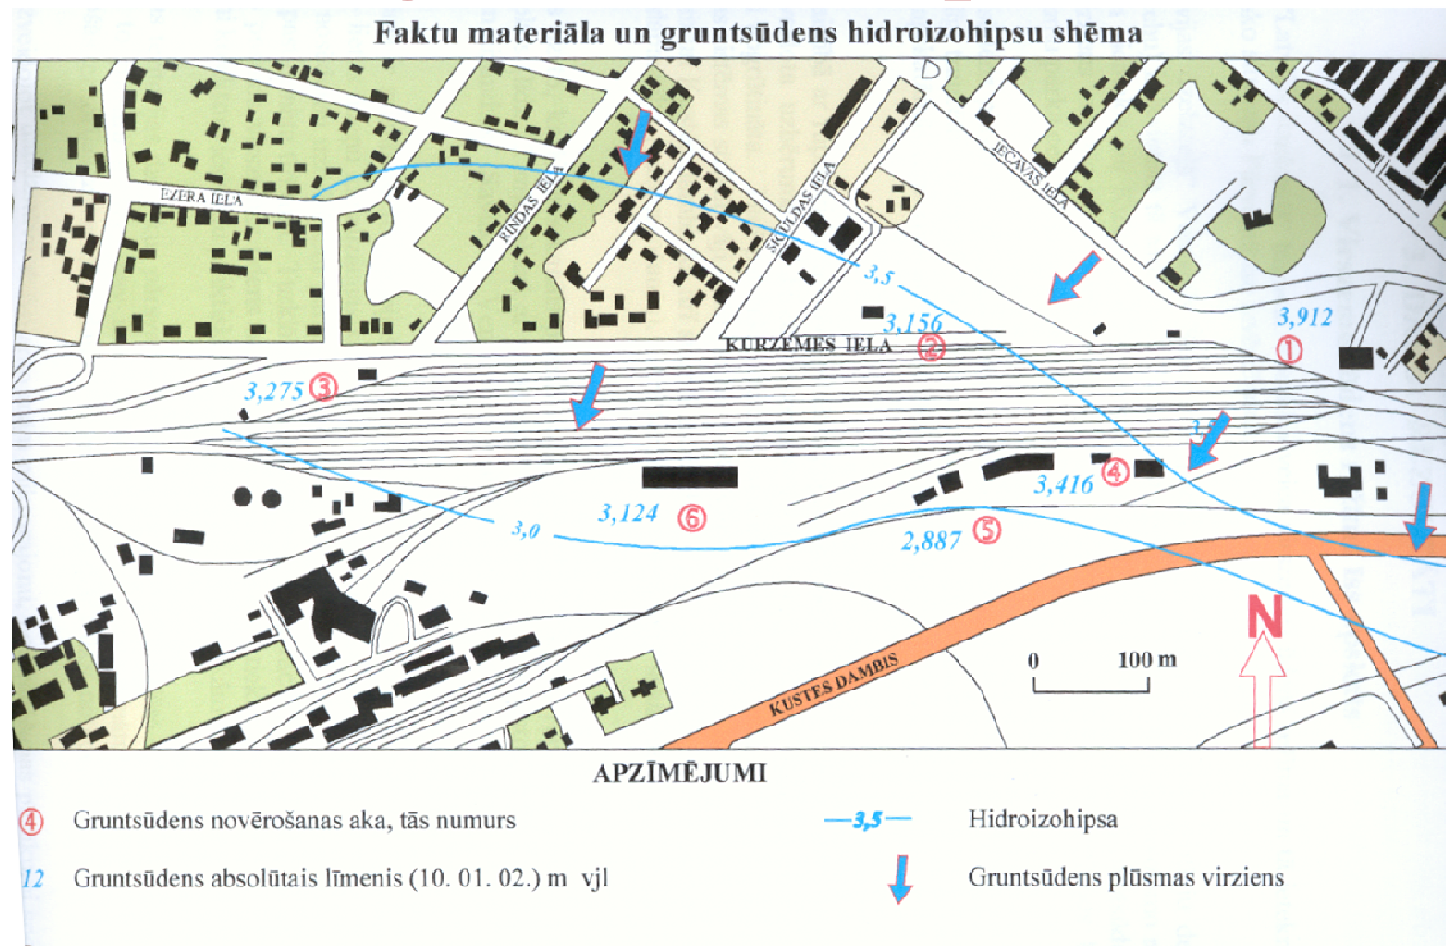 Faktu materiāla un gruntsūdens hidroizohipsu shēma
EZERA IELA
RINDAS IELA
SIGULDAS IELA
IECAVAS IELA
3,5
3,912
①
3,156
KURZEMES IELA ②
3,275 ③
④
3,416
3,124 ⑥
3,0
2,887 ⑤
N
0 100 m
KUSTES DAMBIS
APZĪMĒJUMI
④ Gruntsūdens novērošanas aka, tās numurs
3,5 Hidroizohipsa
12 Gruntsūdens absolūtais līmenis (10. 01. 02.) m vjl
Gruntsūdens plūsmas virziens